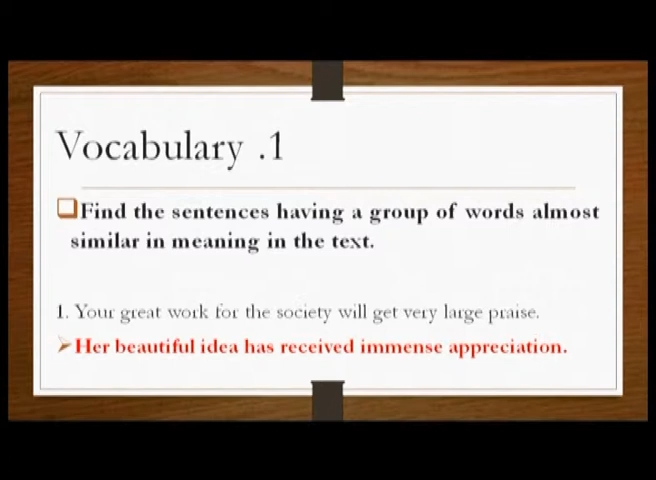 Vocabulary .1
Find the sentences having a group of words almost
similar in meaning in the text.
1. Your great work for the society will get very large praise.
Her beautiful idea has received immense appreciation.